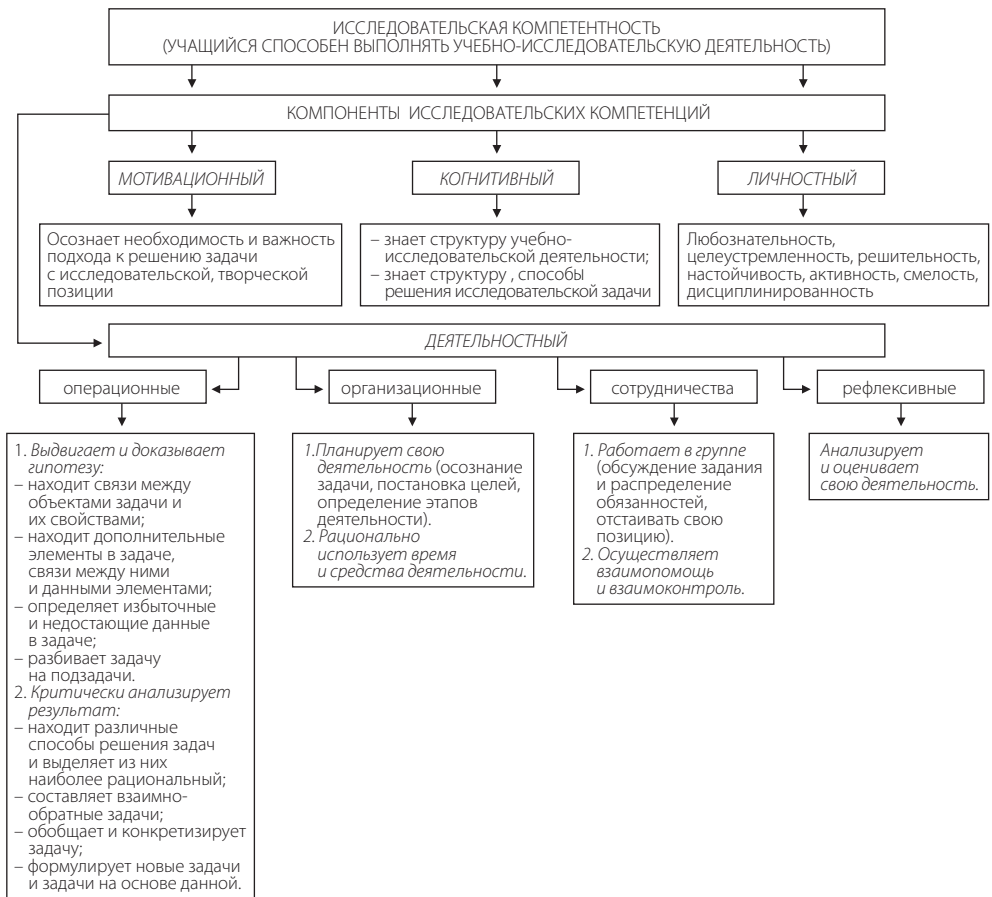 ИССЛЕДОВАТЕЛЬСКАЯ КОМПЕТЕНТНОСТЬ
(УЧАЩИЙСЯ СПОСОБЕН ВЫПОЛНЯТЬ УЧЕБНО-ИССЛЕДОВАТЕЛЬСКУЮ ДЕЯТЕЛЬНОСТЬ)
КОМПОНЕНТЫ ИССЛЕДОВАТЕЛЬСКИХ КОМПЕТЕНЦИЙ
МОТИВАЦИОННЫЙ
КОГНИТИВНЫЙ
ЛИЧНОСТНЫЙ
Осознает необходимость и важность
подхода к решению задачи
с исследовательской, творческой
позиции
– знает структуру учебно-
исследовательской деятельности;
– знает структуру , способы
решения исследовательской задачи
Любознательность,
целеустремленность, решительность,
настойчивость, активность, смелость,
дисциплинированность
ДЕЯТЕЛЬНОСТНЫЙ
операционные
организационные
сотрудничества
рефлексивные
1. Выдвигает и доказывает
гипотезу:
– находит связи между
объектами задачи и
их свойствами;
– находит дополнительные
элементы в задаче,
связи между ними
и данными элементами;
– определяет избыточные
и недостающие данные
в задаче;
– разбивает задачу
на подзадачи.
2. Критически анализирует
результат:
– находит различные
способы решения задач
и выделяет из них
наиболее рациональный;
– составляет взаимно-
обратные задачи;
– обобщает и конкретизирует
задачу;
– формулирует новые задачи
и задачи на основе данной.
1.Планирует свою
деятельность (осознание
задачи, постановка целей,
определение этапов
деятельности).
2. Рационально
использует время
и средства деятельности.
1. Работает в группе
(обсуждение задания
и распределение
обязанностей,
отстаивать свою
позицию).
2. Осуществляет
взаимопомощь
и взаимоконтроль.
Анализирует
и оценивает
свою деятельность.